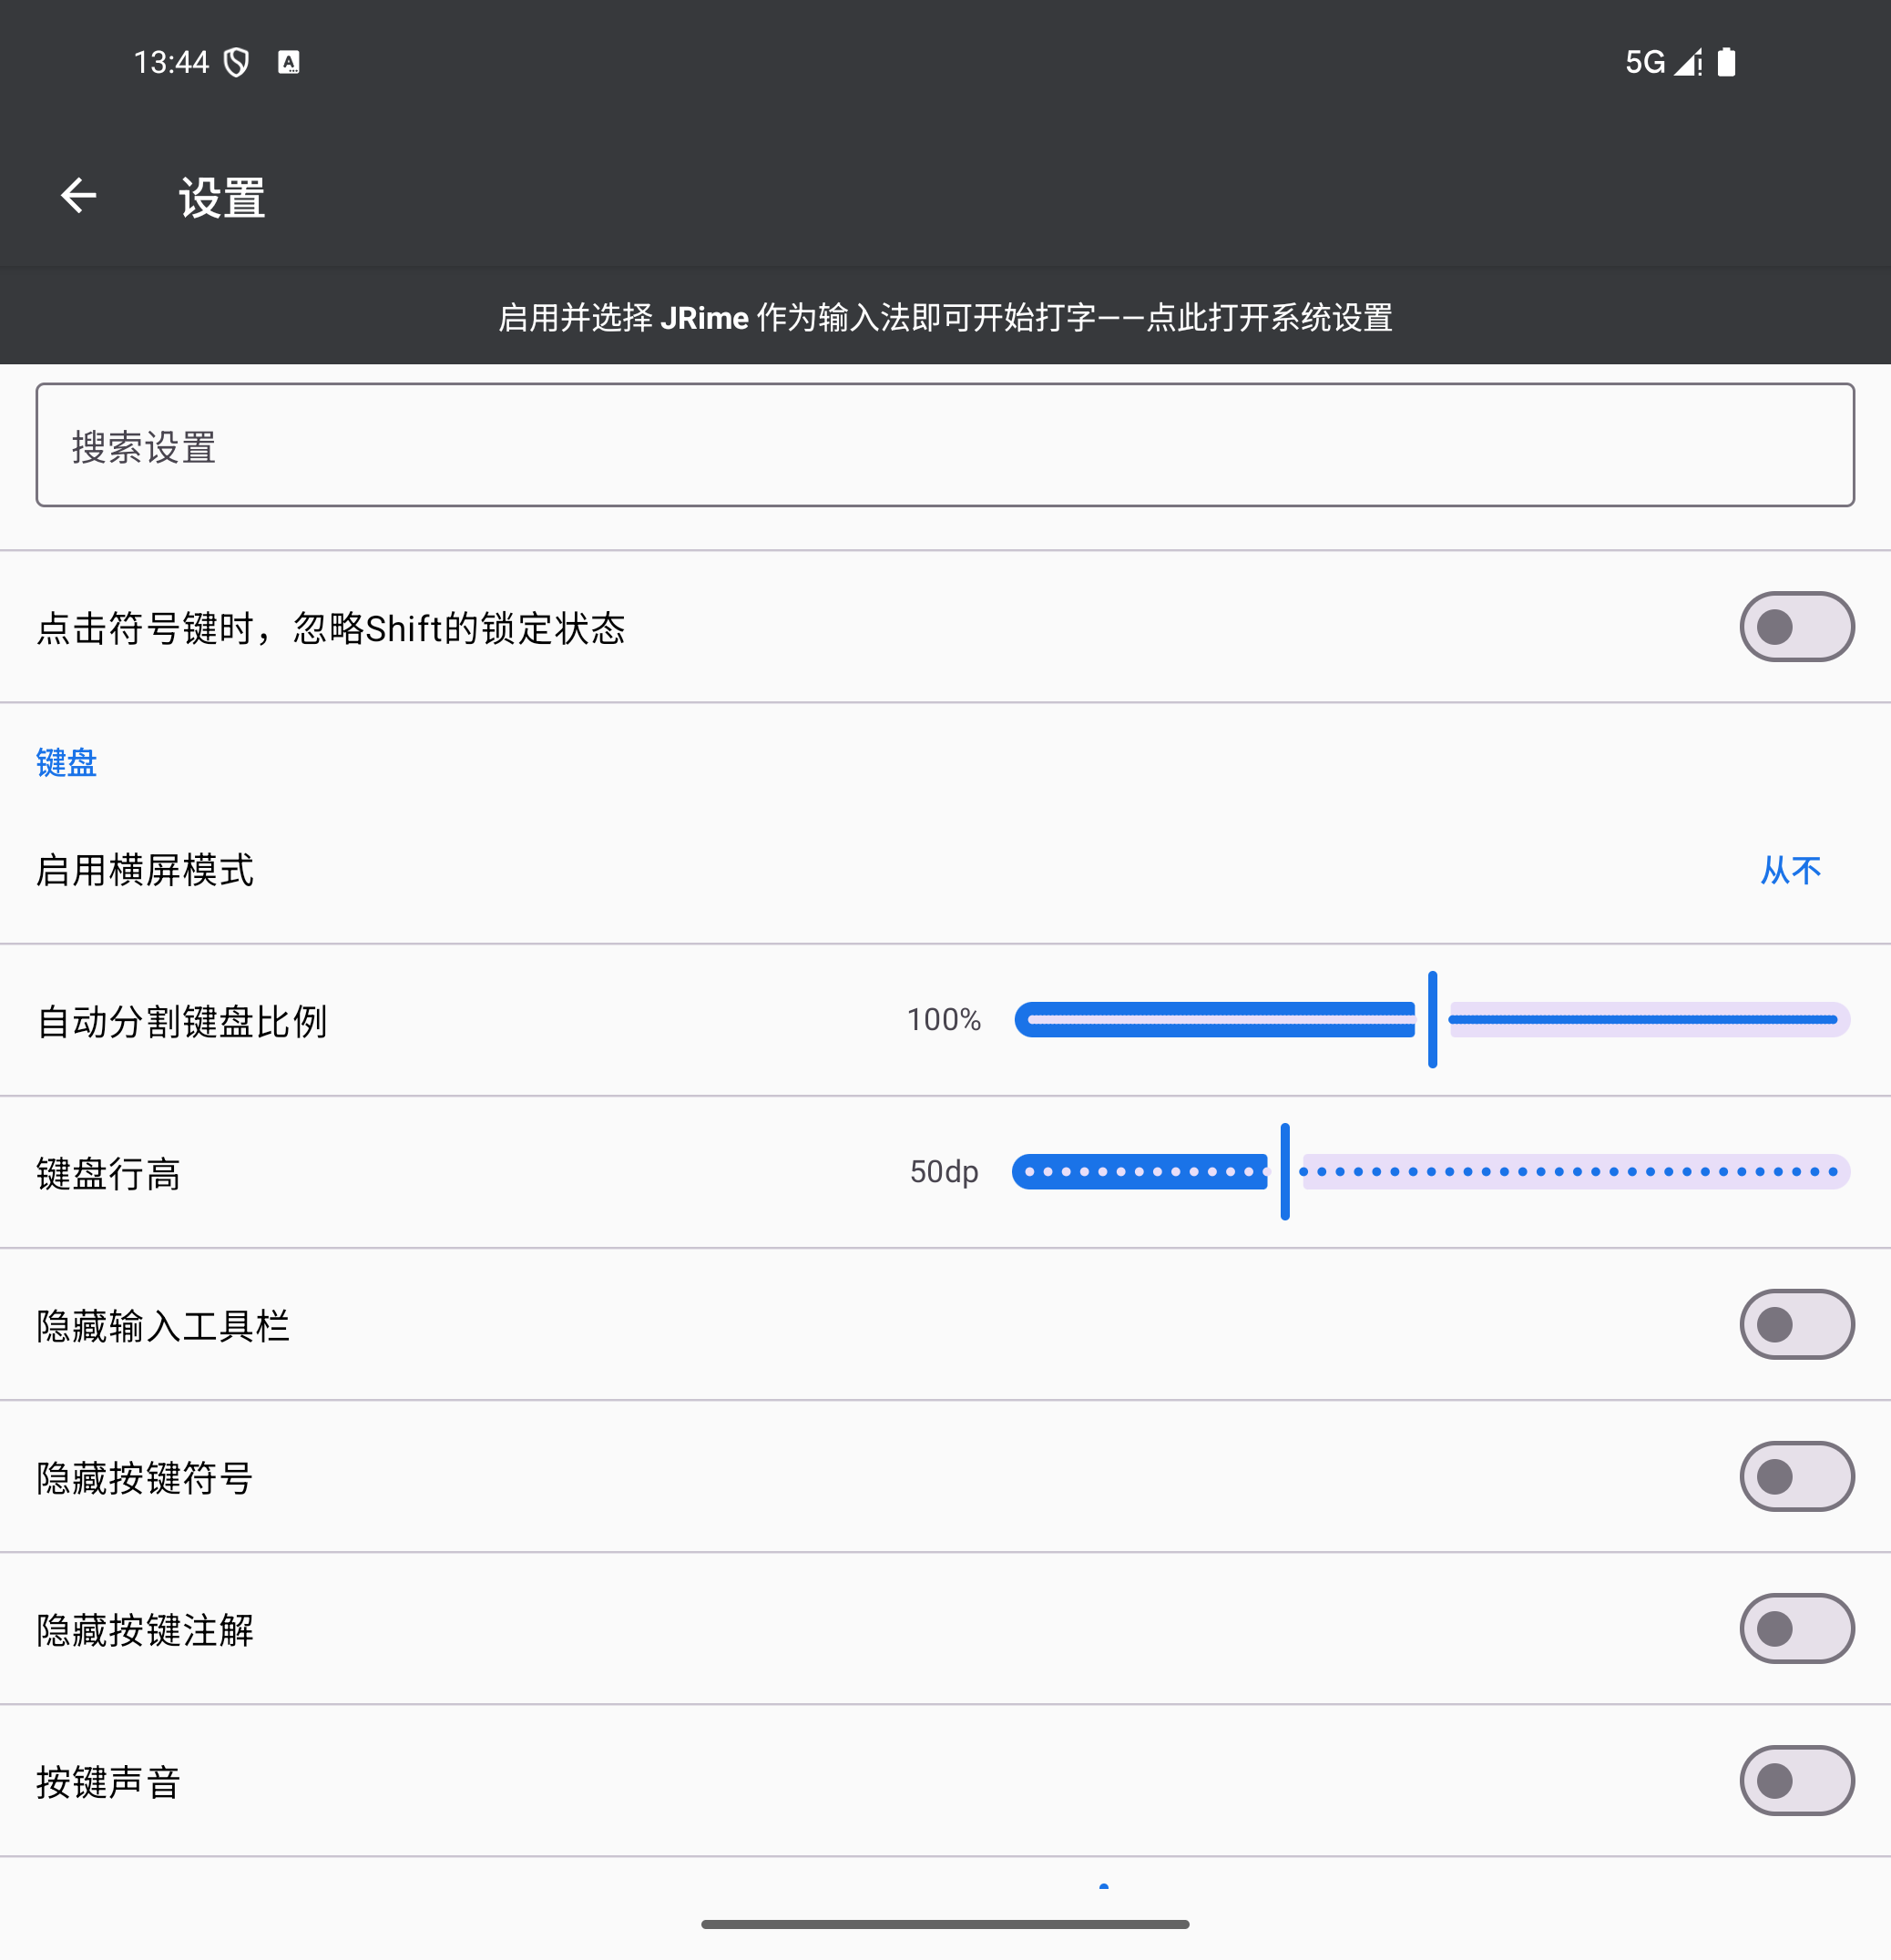 13:44
5G
设置
启用并选择 JRime 作为输入法即可开始打字——点此打开系统设置
搜索设置
点击符号键时，忽略Shift的锁定状态
键盘
启用横屏模式 从不
自动分割键盘比例 100%
键盘行高 50dp
隐藏输入工具栏
隐藏按键符号
隐藏按键注解
按键声音